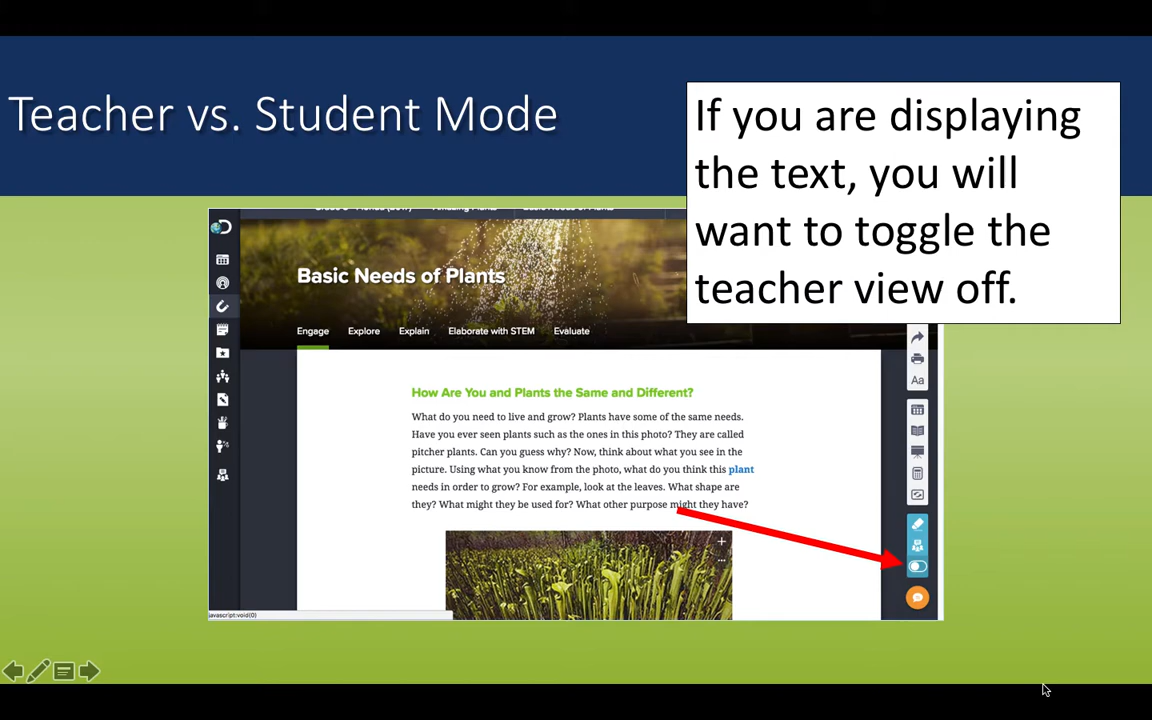 Teacher vs. Student Mode
If you are displaying
the text, you will
want to toggle the
teacher view off.
Basic Needs of Plants
Engage Explore Explain Elaborate with STEM Evaluate
How Are You and Plants the Same and Different?
What do you need to live and grow? Plants have some of the same needs.
Have you ever seen plants such as the ones in this photo? They are called
pitcher plants. Can you guess why? Now, think about what you see in the
picture. Using what you know from the photo, what do you think this plant
needs in order to grow? For example, look at the leaves. What shape are
they? What might they be used for? What other purpose might they have?
Aa
javascript:void(0)